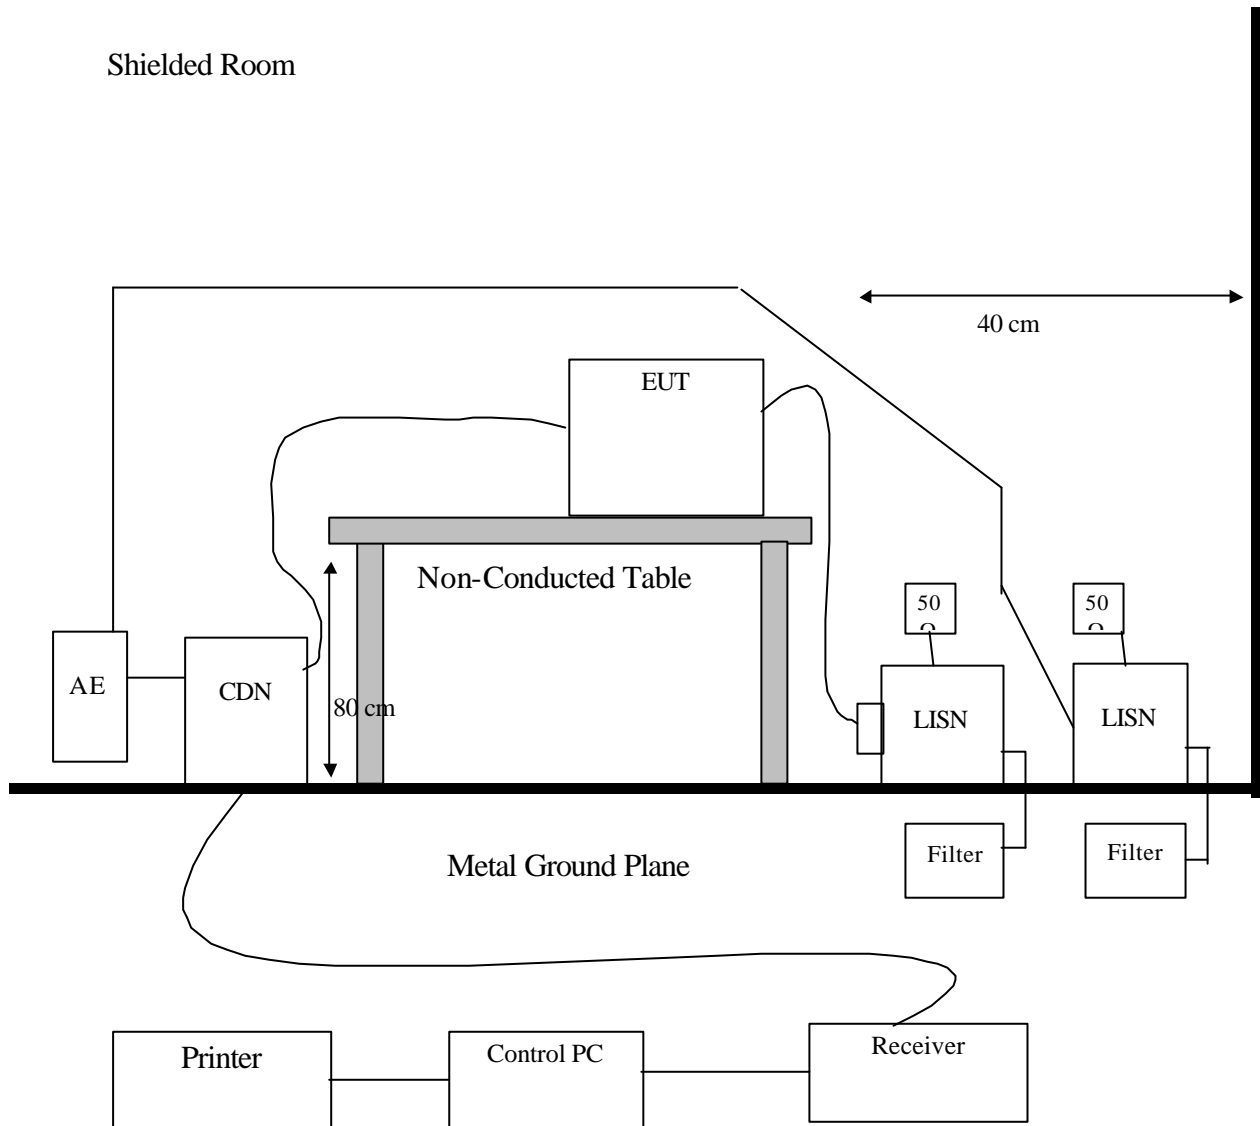 Shielded Room
40 cm
EUT
Non-Conducted Table
50
Ω
50
Ω
AE
CDN
80 cm
LISN
LISN
Filter
Filter
Metal Ground Plane
Printer
Control PC
Receiver